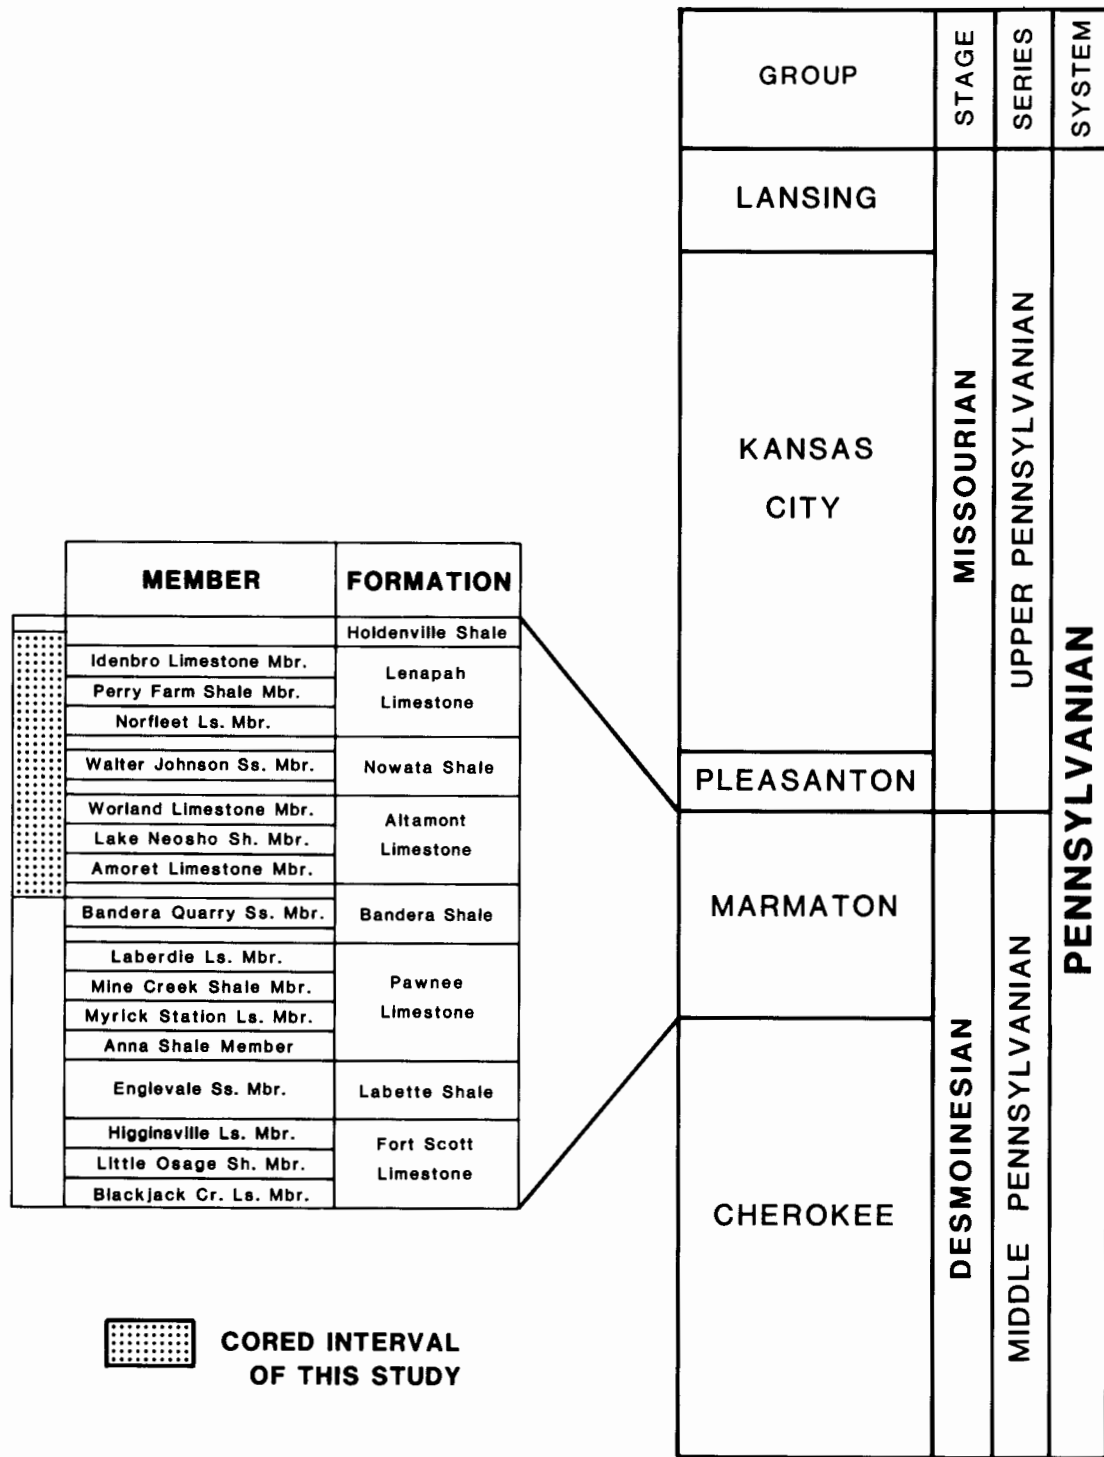 GROUP
STAGE
SERIES
SYSTEM
LANSING
KANSAS
CITY
PLEASANTON
MARMATON
CHEROKEE
MISSOURIAN
DESMOINESIAN
UPPER PENNSYLVANIAN
MIDDLE PENNSYLVANIAN
PENNSYLVANIAN
MEMBER
FORMATION
Holdenville Shale
Idenbro Limestone Mbr.
Perry Farm Shale Mbr.
Norfleet Ls. Mbr.
Lenapah
Limestone
Walter Johnson Ss. Mbr.
Nowata Shale
Worland Limestone Mbr.
Lake Neosho Sh. Mbr.
Amoret Limestone Mbr.
Altamont
Limestone
Bandera Quarry Ss. Mbr.
Bandera Shale
Laberdie Ls. Mbr.
Mine Creek Shale Mbr.
Myrick Station Ls. Mbr.
Anna Shale Member
Pawnee
Limestone
Englevale Ss. Mbr.
Labette Shale
Higginsville Ls. Mbr.
Little Osage Sh. Mbr.
Blackjack Cr. Ls. Mbr.
Fort Scott
Limestone
CORED INTERVAL
OF THIS STUDY